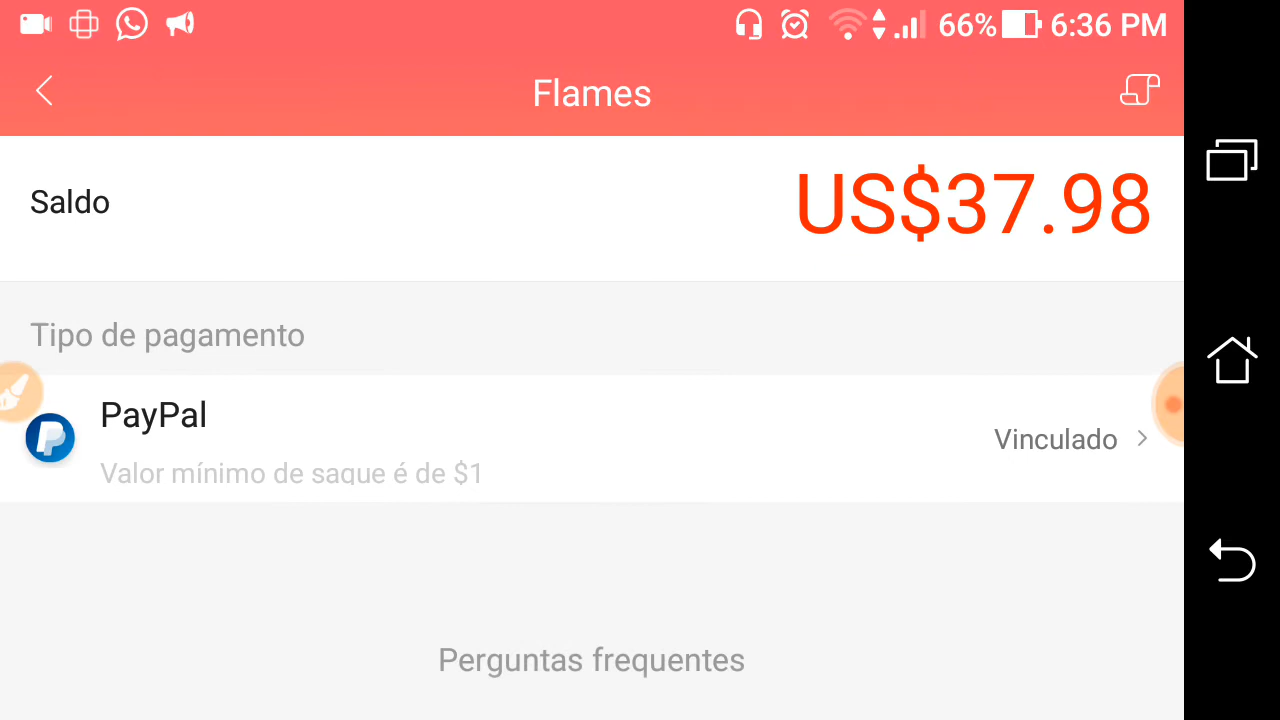 66% 6:36 PM
Flames
Saldo US$37.98
Tipo de pagamento
PayPal
Vinculado
Valor mínimo de saque é de $1
Perguntas frequentes